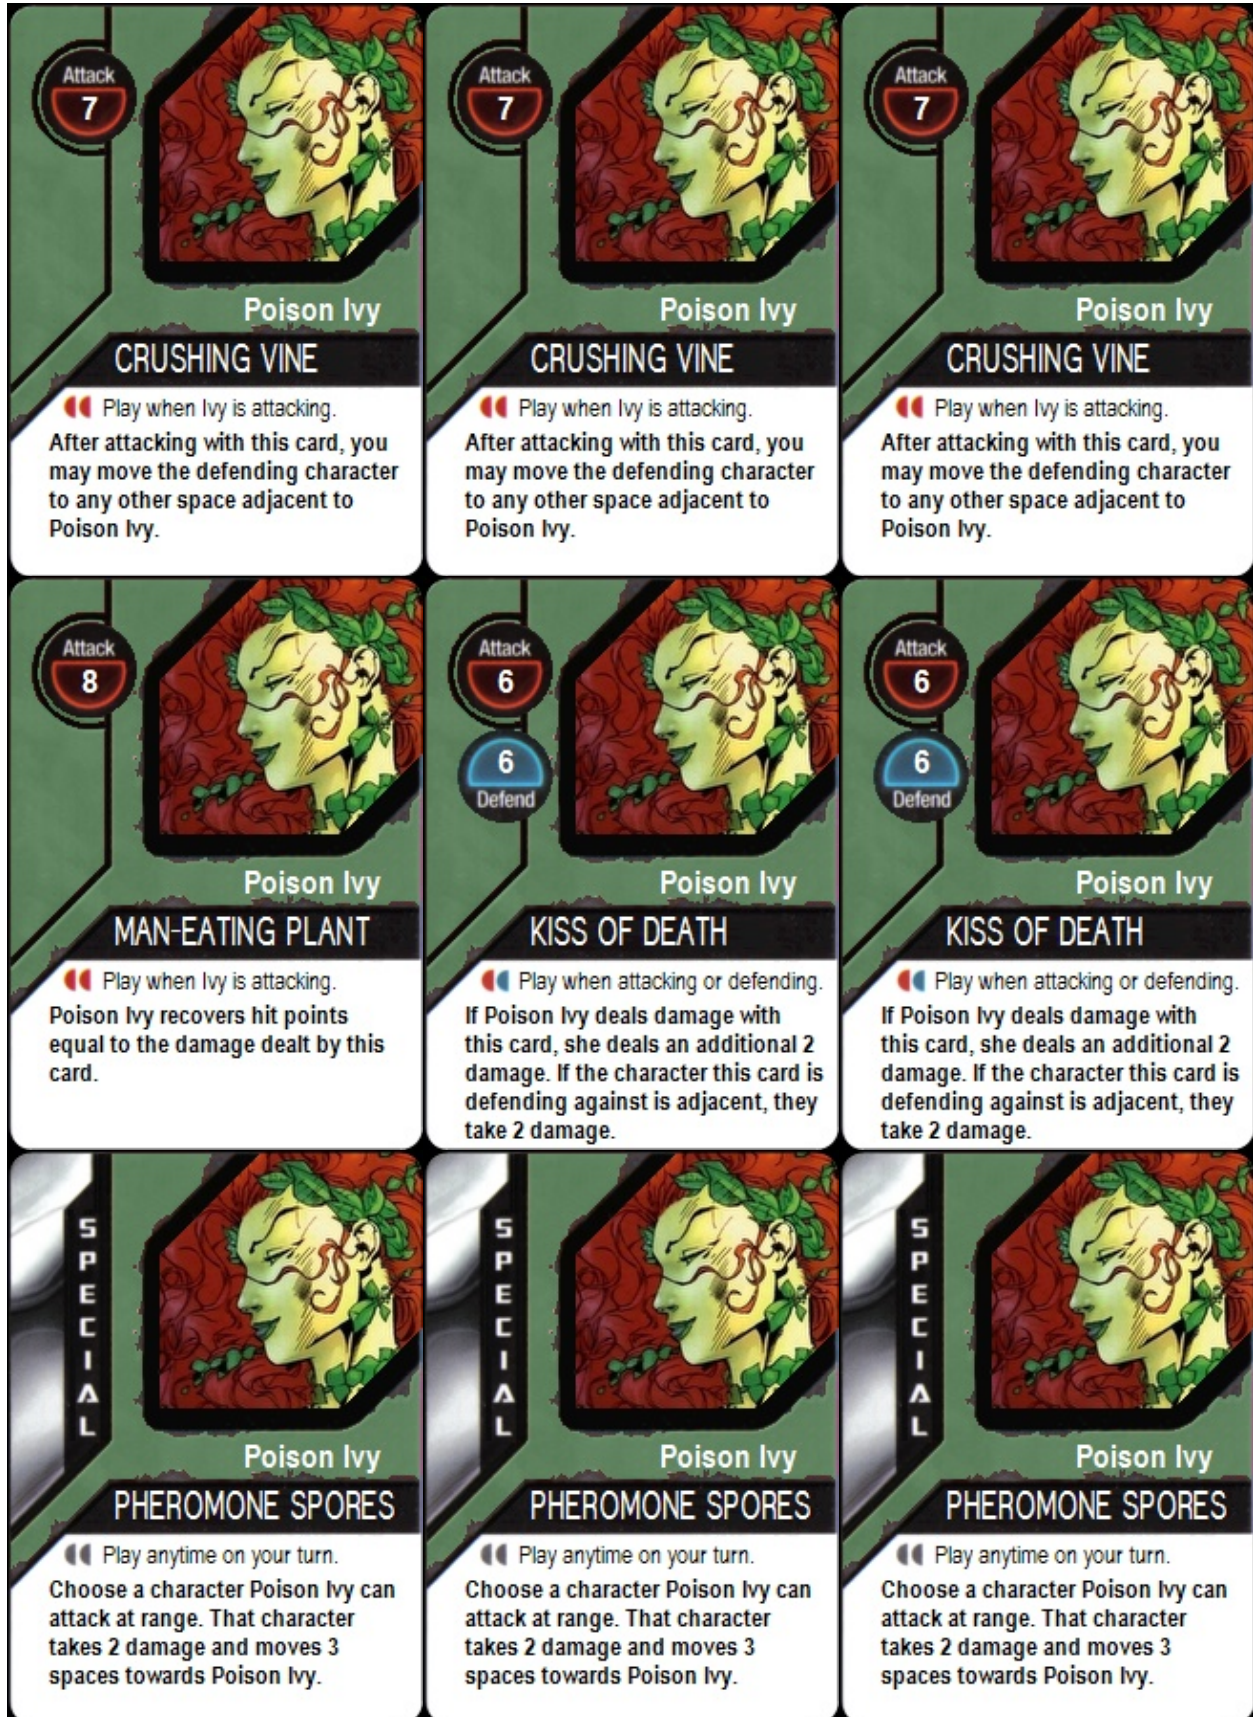 Attack
7
Poison Ivy
CRUSHING VINE
Play when Ivy is attacking.
After attacking with this card, you
may move the defending character
to any other space adjacent to
Poison Ivy.
Attack
7
Poison Ivy
CRUSHING VINE
Play when Ivy is attacking.
After attacking with this card, you
may move the defending character
to any other space adjacent to
Poison Ivy.
Attack
7
Poison Ivy
CRUSHING VINE
Play when Ivy is attacking.
After attacking with this card, you
may move the defending character
to any other space adjacent to
Poison Ivy.
Attack
8
Poison Ivy
MAN-EATING PLANT
Play when Ivy is attacking.
Poison Ivy recovers hit points
equal to the damage dealt by this
card.
Attack
6
6
Defend
Poison Ivy
KISS OF DEATH
Play when attacking or defending.
If Poison Ivy deals damage with
this card, she deals an additional 2
damage. If the character this card is
defending against is adjacent, they
take 2 damage.
Attack
6
6
Defend
Poison Ivy
KISS OF DEATH
Play when attacking or defending.
If Poison Ivy deals damage with
this card, she deals an additional 2
damage. If the character this card is
defending against is adjacent, they
take 2 damage.
SPECIAL
Poison Ivy
PHEROMONE SPORES
Play anytime on your turn.
Choose a character Poison Ivy can
attack at range. That character
takes 2 damage and moves 3
spaces towards Poison Ivy.
SPECIAL
Poison Ivy
PHEROMONE SPORES
Play anytime on your turn.
Choose a character Poison Ivy can
attack at range. That character
takes 2 damage and moves 3
spaces towards Poison Ivy.
SPECIAL
Poison Ivy
PHEROMONE SPORES
Play anytime on your turn.
Choose a character Poison Ivy can
attack at range. That character
takes 2 damage and moves 3
spaces towards Poison Ivy.